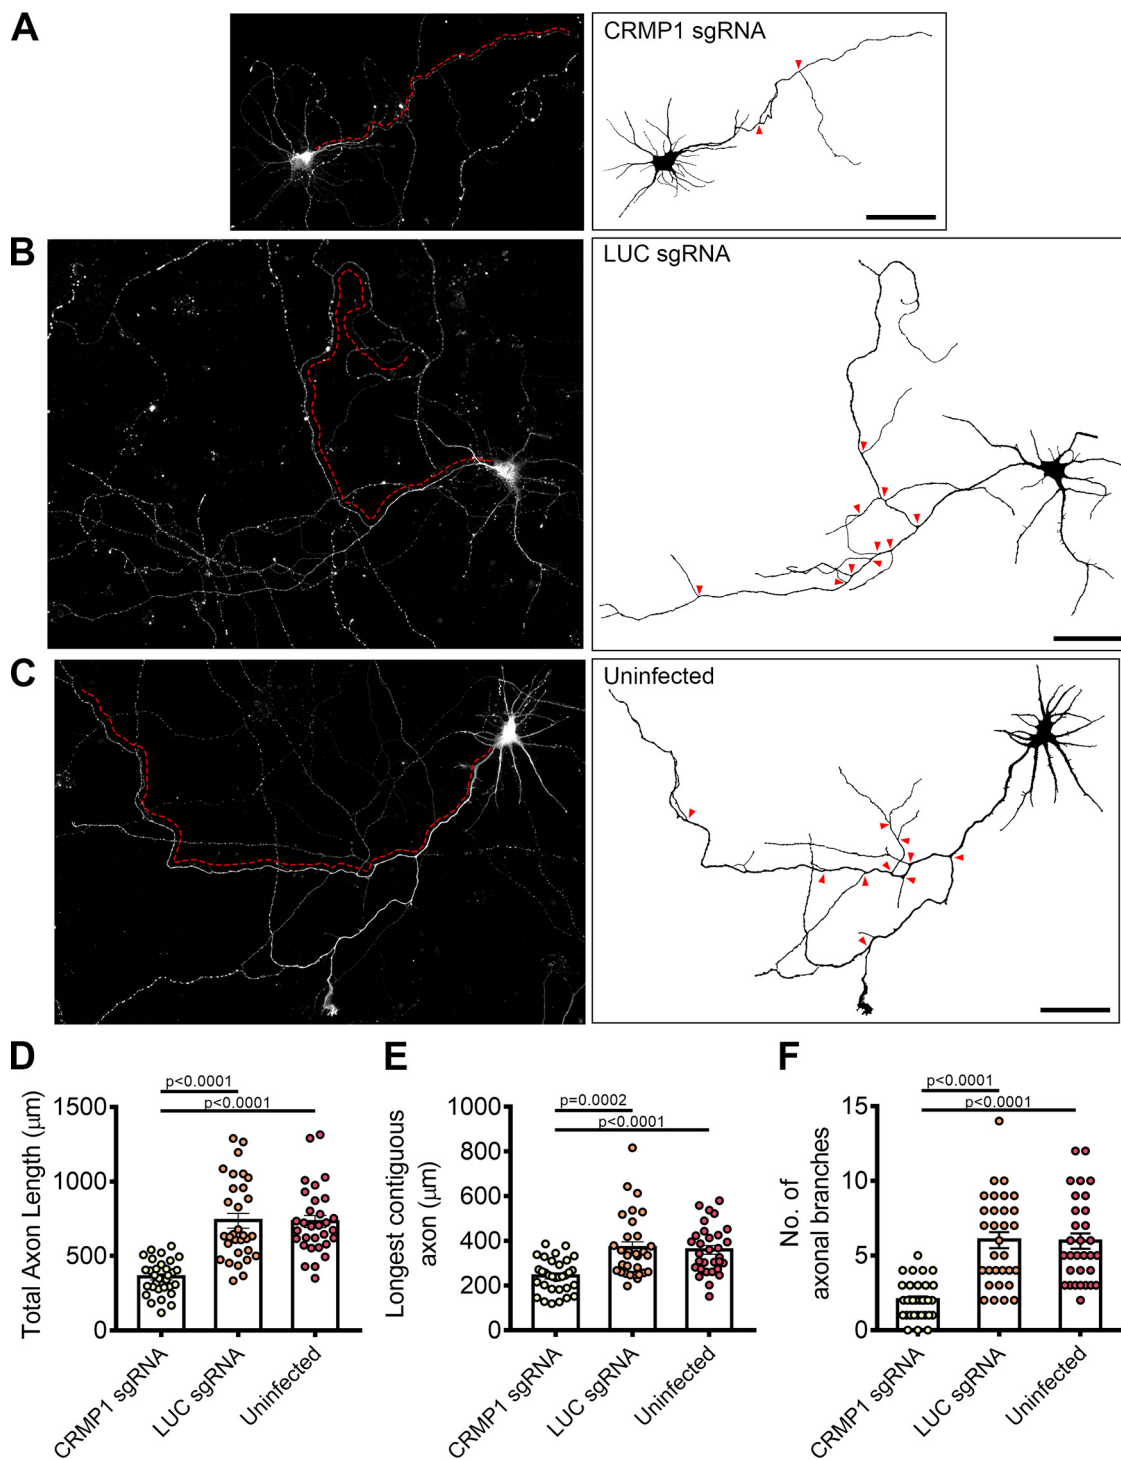 A
CRMP1 sgRNA
B
LUC sgRNA
C
Uninfected
D
p<0.0001
p<0.0001
Total Axon Length (μm)
1500
1000
500
0
CRMP1 sgRNA
LUC sgRNA
Uninfected
E
p=0.0002
p<0.0001
Longest contiguous
axon (μm)
1000
800
600
400
200
0
CRMP1 sgRNA
LUC sgRNA
Uninfected
F
p<0.0001
p<0.0001
No. of
axonal branches
15
10
5
0
CRMP1 sgRNA
LUC sgRNA
Uninfected